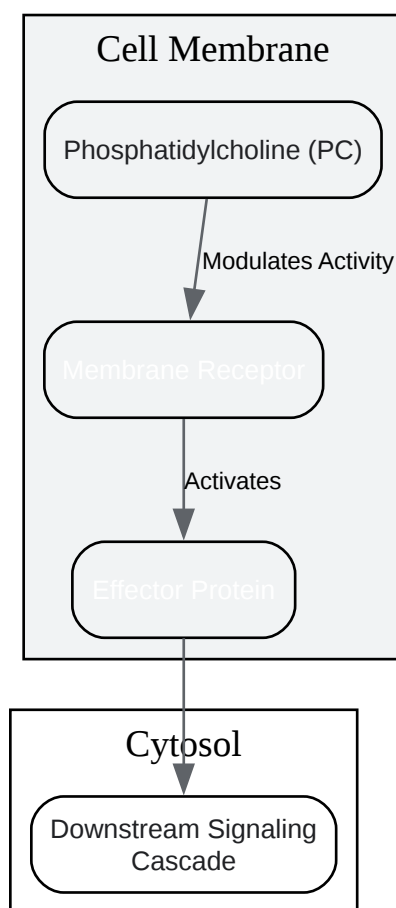 Cell Membrane
Phosphatidylcholine (PC)
Modulates Activity
Membrane Receptor
Activates
Effector Protein
Cytosol
Downstream Signaling
Cascade